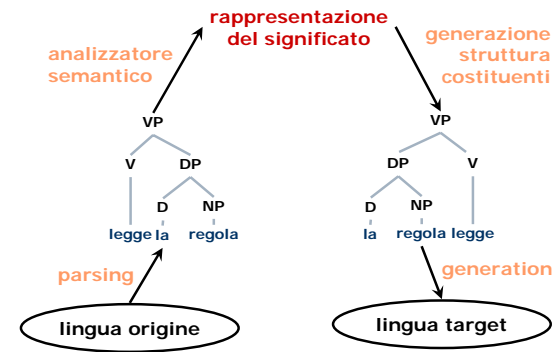 rappresentazione
del significato
analizzatore
semantico
generazione
struttura
costituenti
VP
V DP
D NP
legge la regola
parsing
lingua origine
VP
DP V
D NP
la regola legge
generation
lingua target